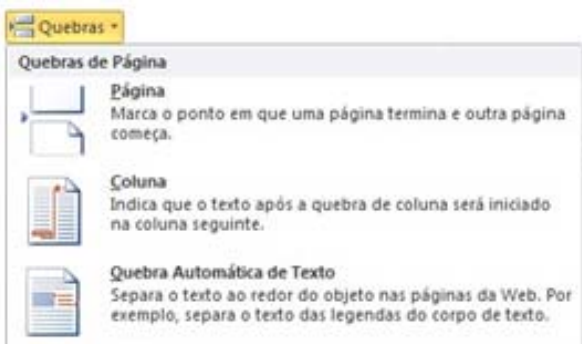 Quebras
Quebras de Página
Página
Marca o ponto em que uma página termina e outra página
começa.
Coluna
Indica que o texto após a quebra de coluna será iniciado
na coluna seguinte.
Quebra Automática de Texto
Separa o texto ao redor do objeto nas páginas da Web. Por
exemplo, separa o texto das legendas do corpo de texto.